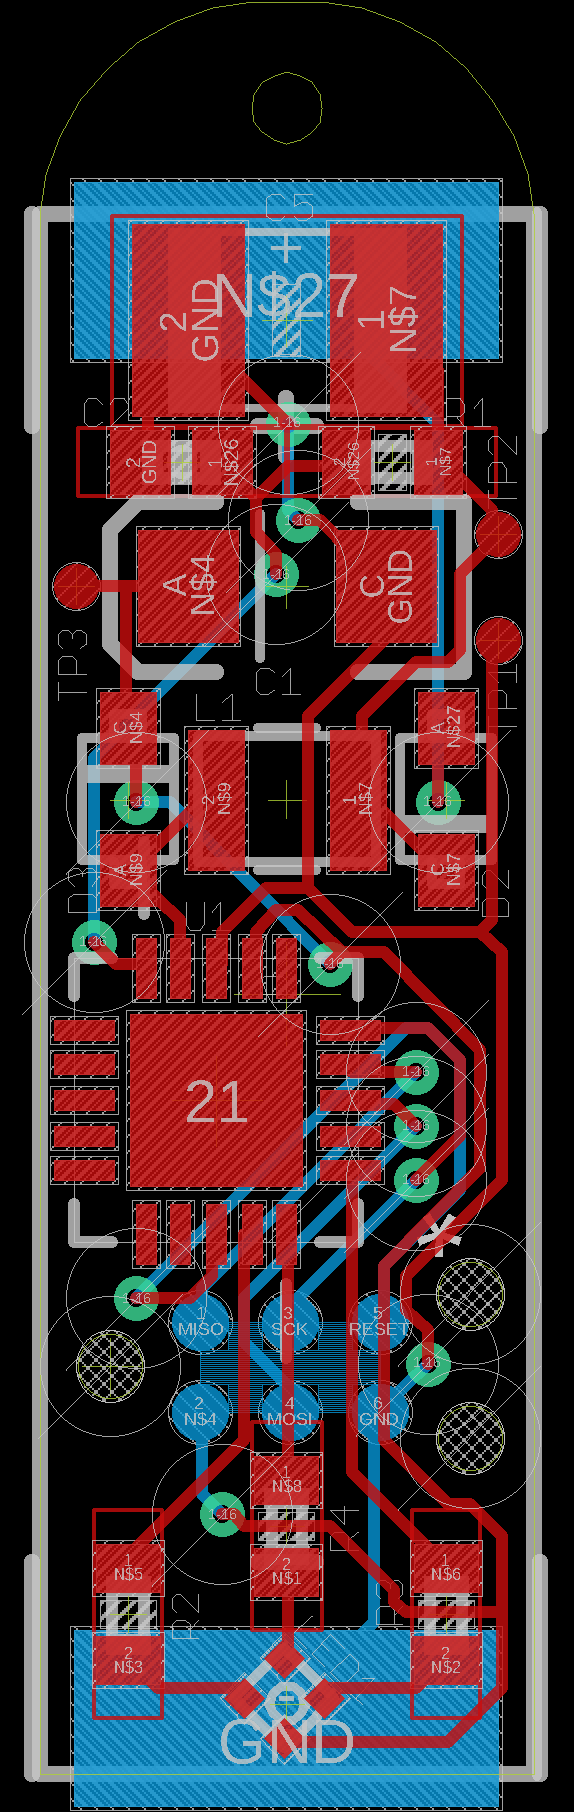 C5
+
N$27
2
GND
1
N$7
1-16
R1
2
GND
1
N$26
2
N$26
1
N$7
TP2
1-16
A
N$4
C
GND
1-16
TP3
C1
TP1
L1
C
N$4
A
N$27
2
N$9
1
N$7
1-16
1-16
A
N$9
C
N$7
U1
1-16
1-16
1-16
21
1-16
1-16
*
1-16
1
MISO
3
SCK
5
RESET
1-16
2
N$4
4
MOSI
6
GND
1
N$8
1-16
R4
1
N$5
2
N$1
1
N$6
R2
2
N$3
2
N$2
GND